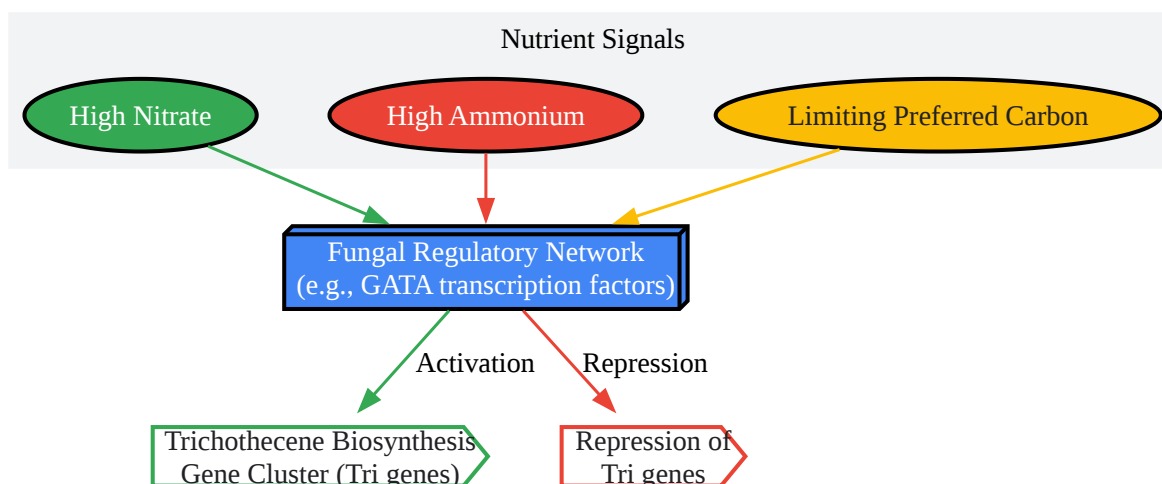 Nutrient Signals
High Nitrate
High Ammonium
Limiting Preferred Carbon
Fungal Regulatory Network
(e.g., GATA transcription factors)
Activation
Repression
Trichothecene Biosynthesis
Gene Cluster (Tri genes)
Repression of
Tri genes